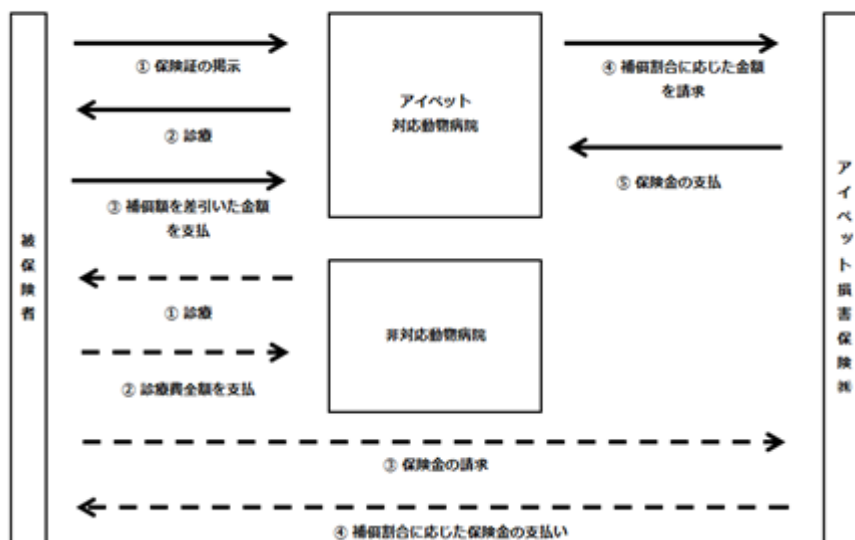 ① 保険証の掲示
② 診療
③ 補償額を差引いた金額
を支払
アイペット
対応動物病院
④ 補償割合に応じた金額
を請求
⑤ 保険金の支払
被保険者
① 診療
② 診療費全額を支払
非対応動物病院
③ 保険金の請求
④ 補償割合に応じた保険金の支払い
アイペット損害保険㈱